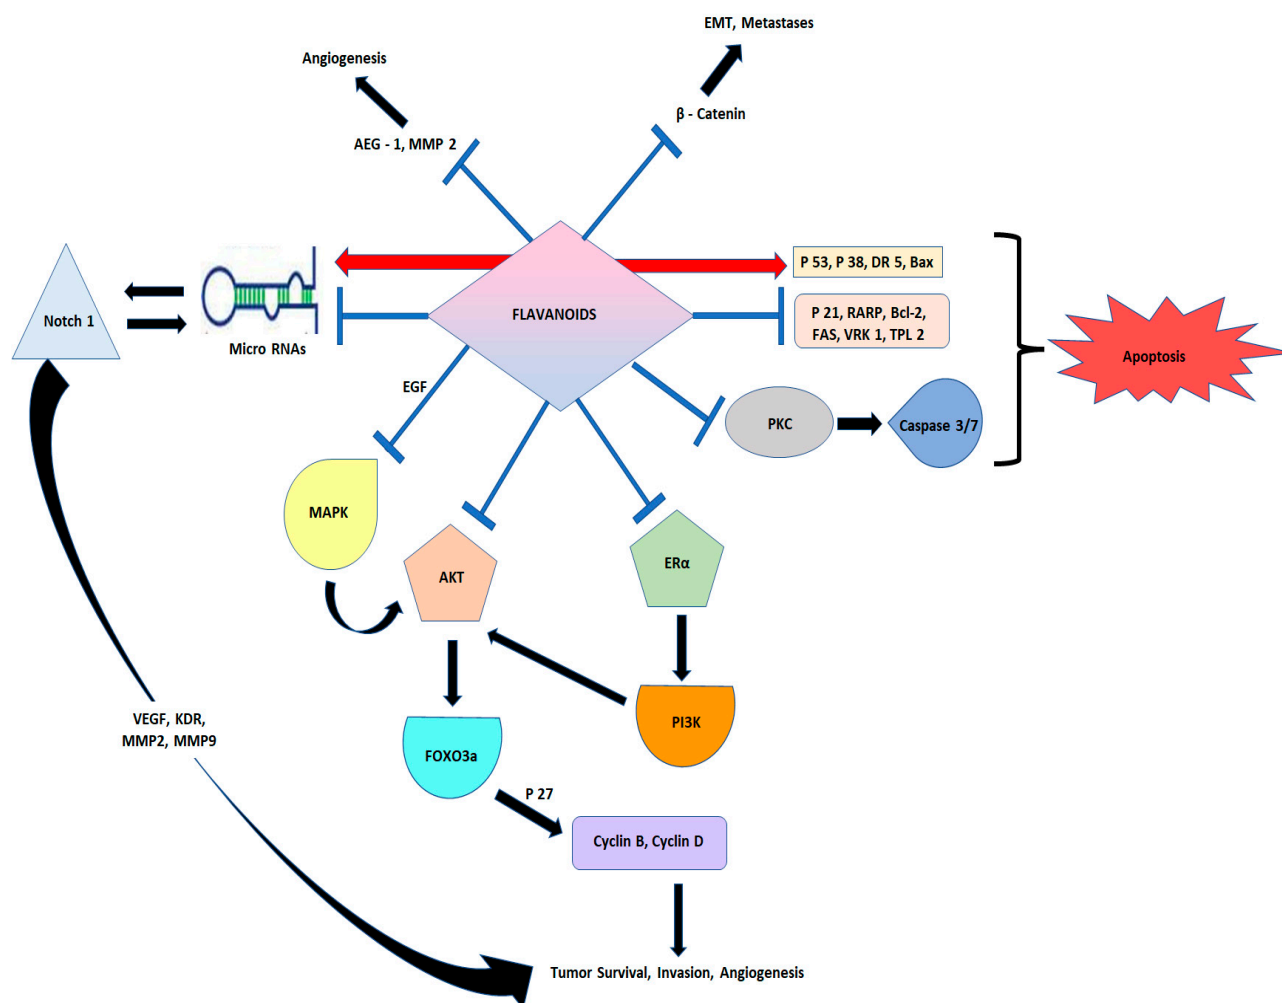 EMT, Metastases
Angiogenesis
β - Catenin
AEG - 1, MMP 2
P 53, P 38, DR 5, Bax
Notch 1
FLAVANOIDS
P 21, RARP, Bcl-2,
FAS, VRK 1, TPL 2
Micro RNAs
Apoptosis
EGF
PKC
Caspase 3/7
MAPK
AKT
ERα
VEGF, KDR,
MMP2, MMP9
PI3K
FOXO3a
P 27
Cyclin B, Cyclin D
Tumor Survival, Invasion, Angiogenesis